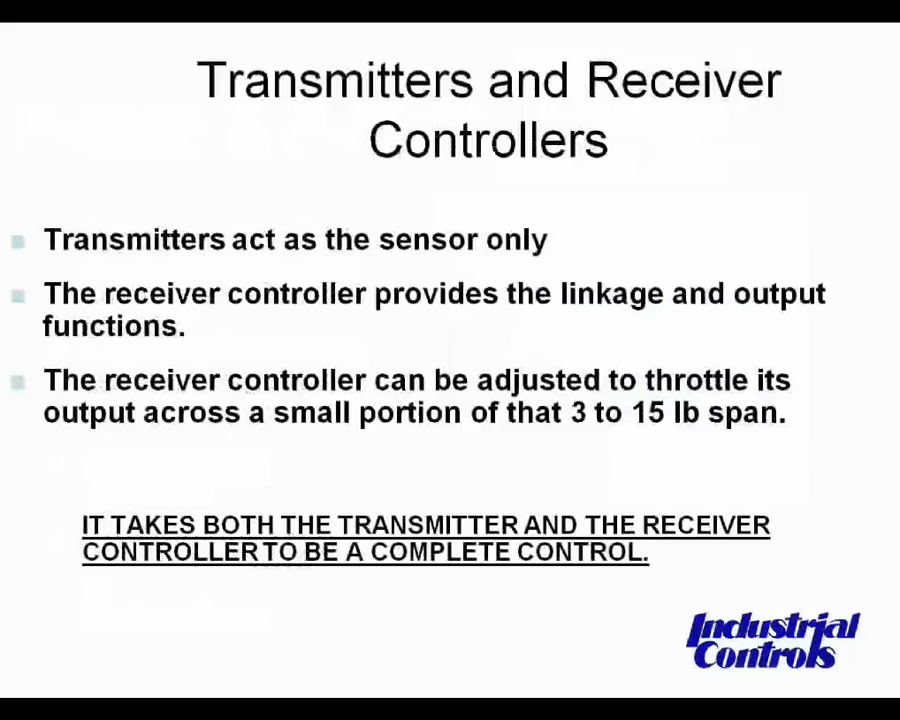 Transmitters and Receiver
Controllers
Transmitters act as the sensor only
The receiver controller provides the linkage and output
functions.
The receiver controller can be adjusted to throttle its
output across a small portion of that 3 to 15 lb span.
IT TAKES BOTH THE TRANSMITTER AND THE RECEIVER
CONTROLLER TO BE A COMPLETE CONTROL.
Industrial
Controls